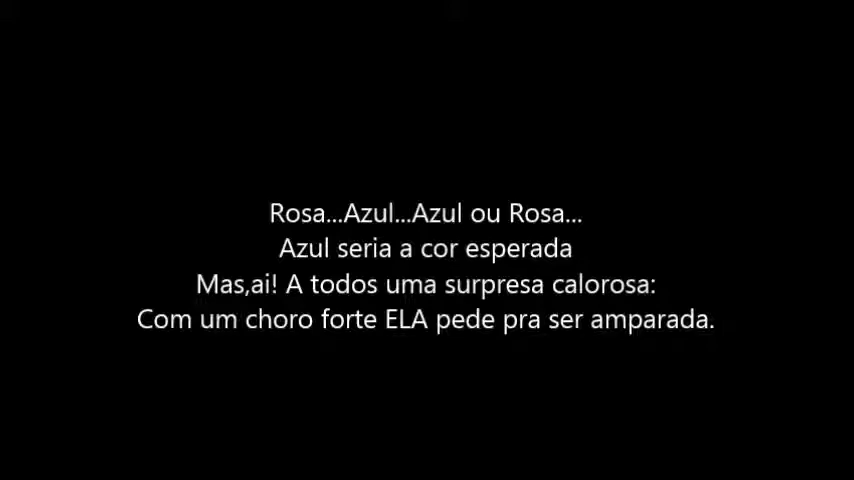 Rosa...Azul...Azul ou Rosa...
Azul seria a cor esperada
Mas,ai! A todos uma surpresa calorosa:
Com um choro forte ELA pede pra ser amparada.